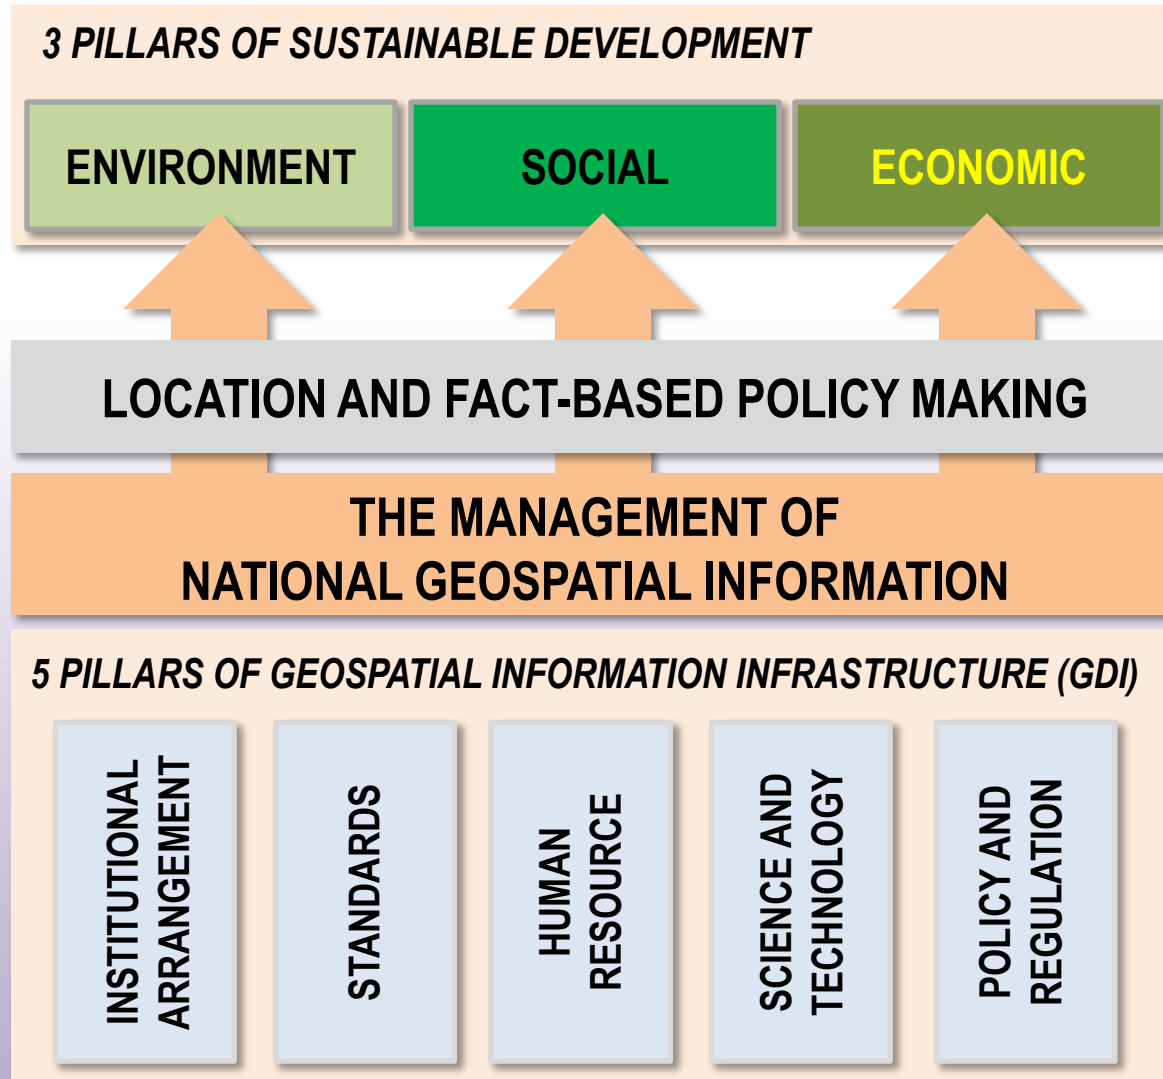 3 PILLARS OF SUSTAINABLE DEVELOPMENT
ENVIRONMENT
SOCIAL
ECONOMIC
LOCATION AND FACT-BASED POLICY MAKING
THE MANAGEMENT OF
NATIONAL GEOSPATIAL INFORMATION
5 PILLARS OF GEOSPATIAL INFORMATION INFRASTRUCTURE (GDI)
INSTITUTIONAL
ARRANGEMENT
STANDARDS
HUMAN
RESOURCE
SCIENCE AND
TECHNOLOGY
POLICY AND
REGULATION